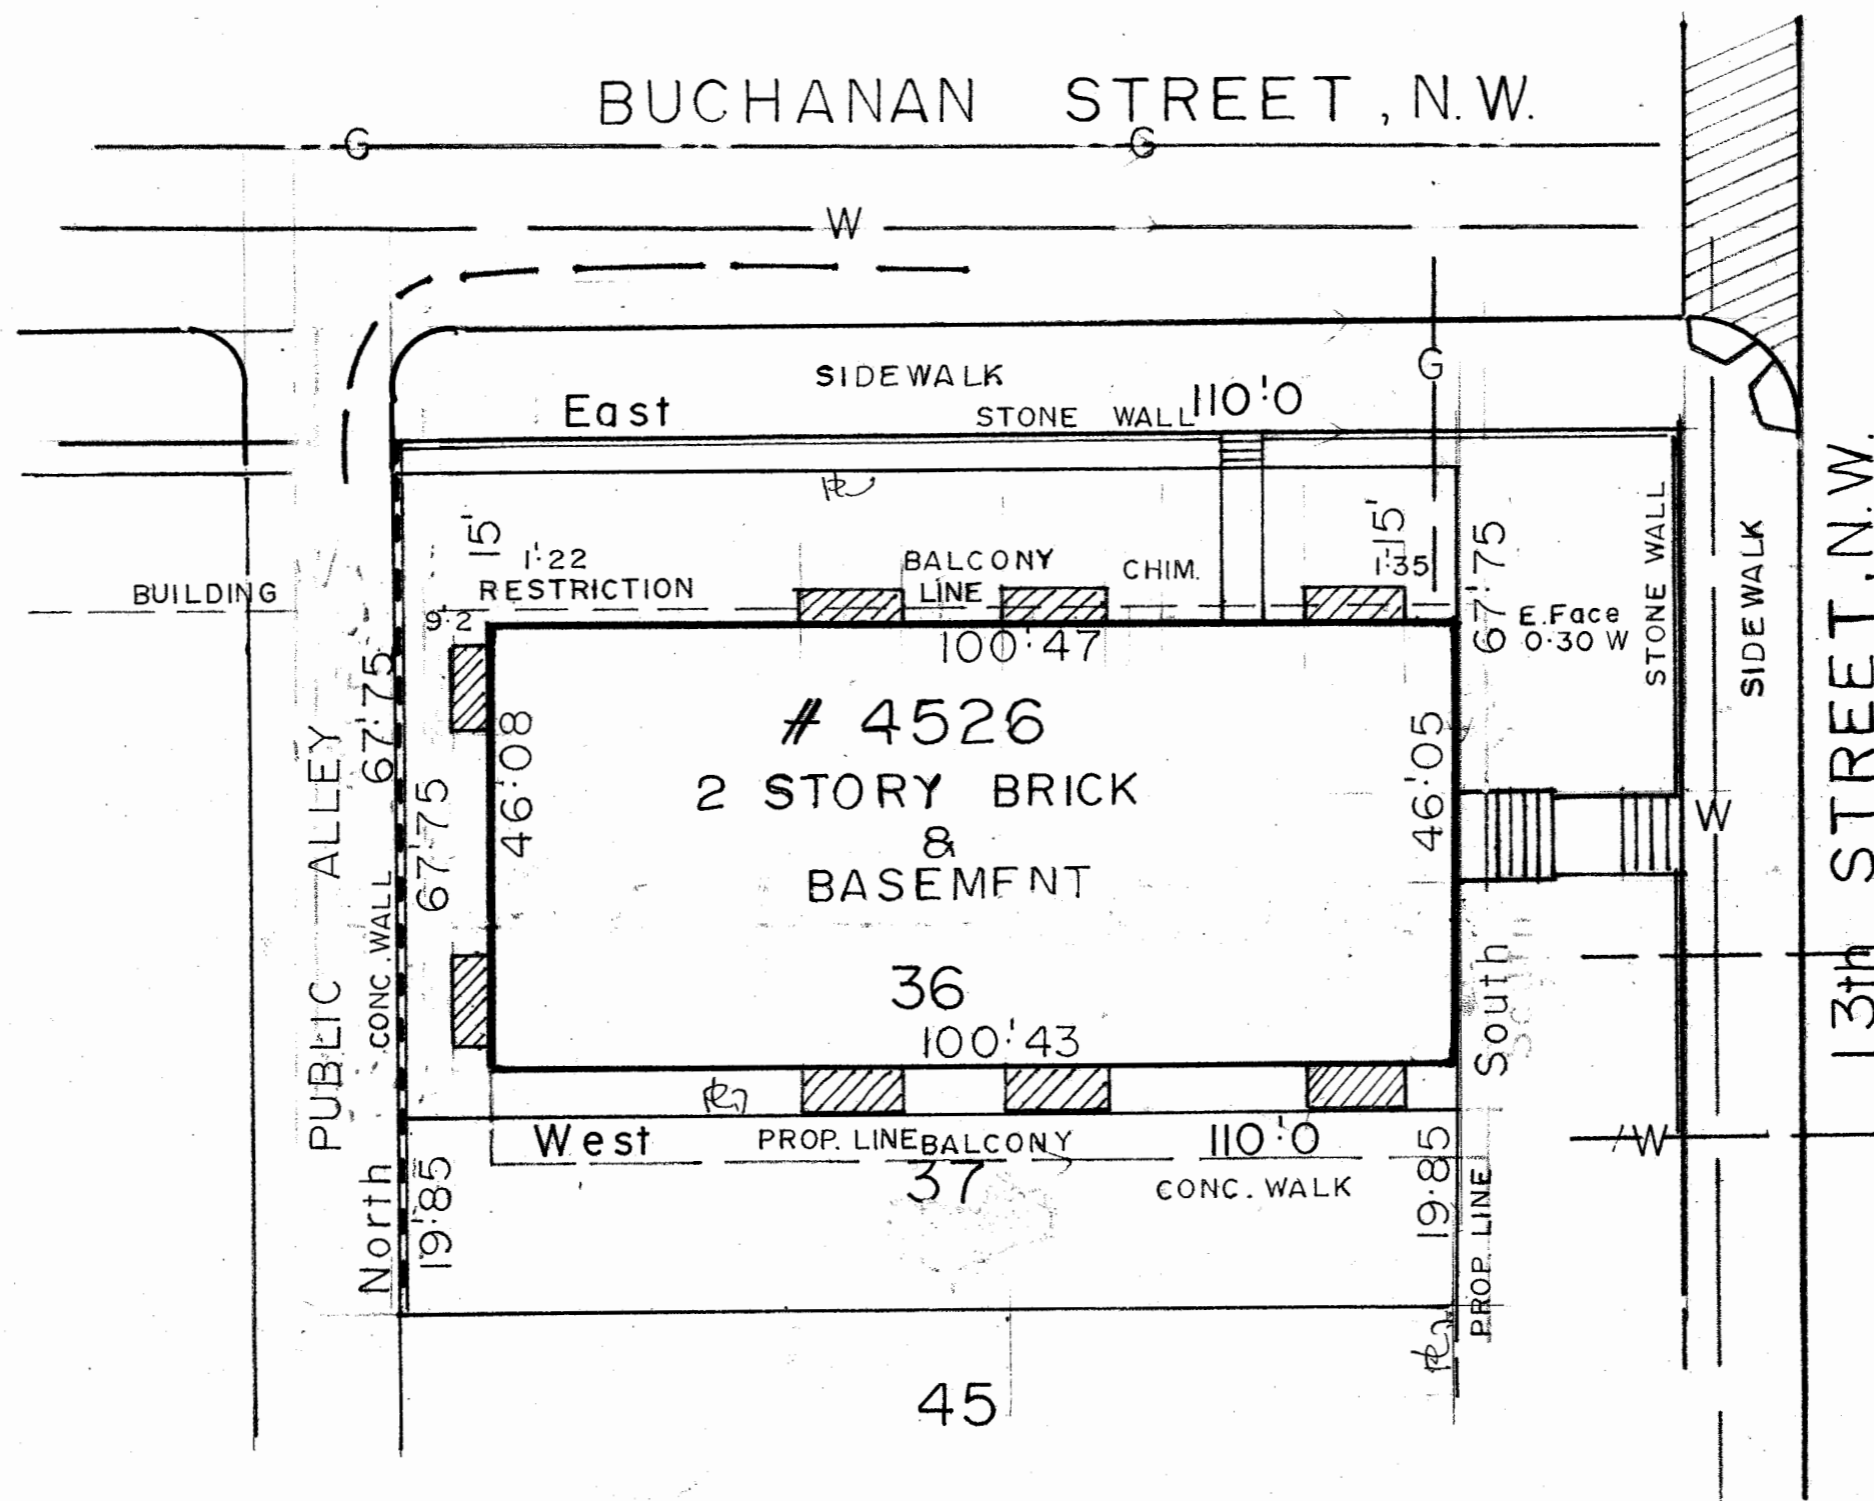 BUCHANAN STREET, N.W.
G G
W
G
SIDEWALK
East STONE WALL 110'.0
15' 15'
1'.22 BALCONY CHIM. 1'.35
BUILDING RESTRICTION LINE
9'.2
67'.75
E. Face
0.30 W
STONE WALL
SIDEWALK
13th STREET, N.W.
100'.47
# 4526
2 STORY BRICK
&
BASEMENT
36
100'.43
46'.08
46'.05
67'.75
67'.75
PUBLIC ALLEY
CONC. WALL
W
South
West PROP. LINE BALCONY 110'.0
W
37
CONC. WALK
North
19'.85
19'.85
PROP. LINE
45